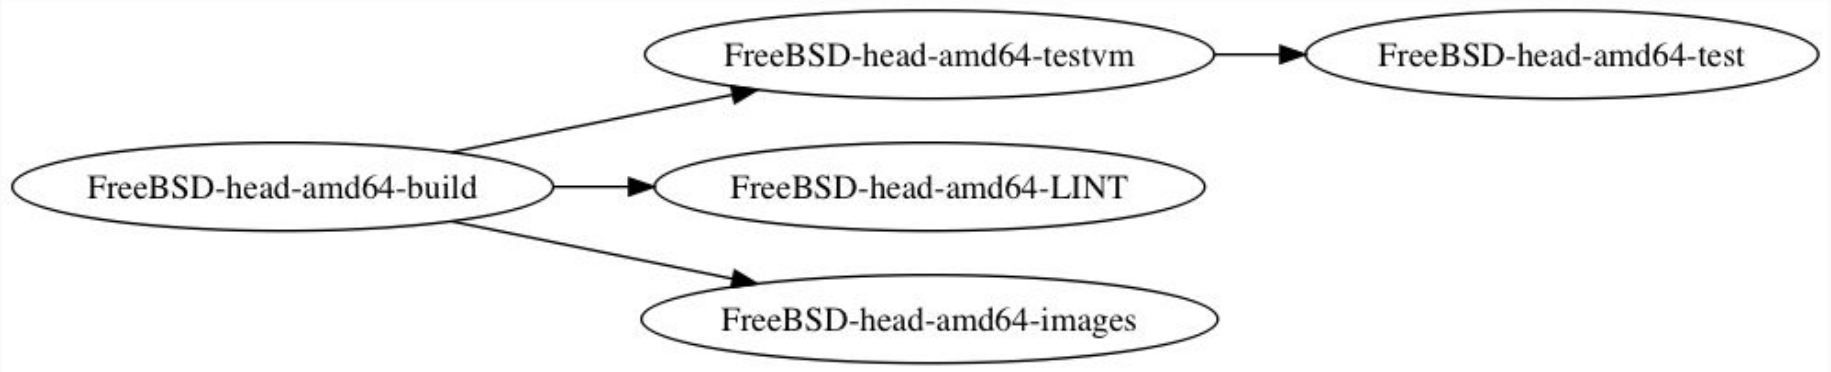 FreeBSD-head-amd64-testvm
FreeBSD-head-amd64-test
FreeBSD-head-amd64-build
FreeBSD-head-amd64-LINT
FreeBSD-head-amd64-images